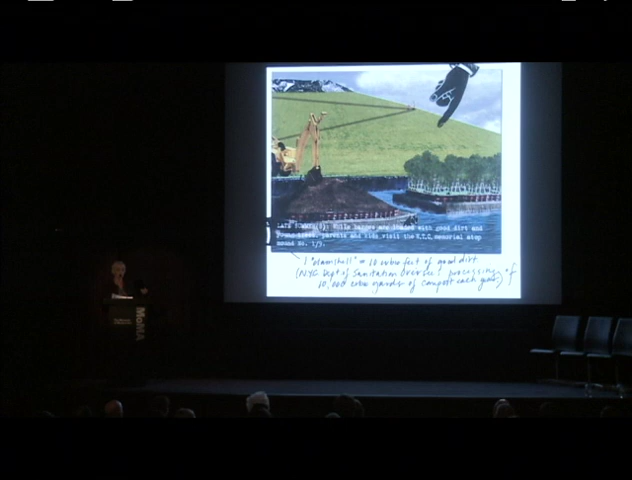 LATE SUMMER(S): While barges are loaded with good dirt and
young trees, parents and kids visit the W.T.C. memorial atop
mound No. 1/9.
1 "clamshell" = 10 cubic feet of good dirt
(NYC Dept of Sanitation oversees processing of
10,000 cubic yards of compost each year)
MoMA